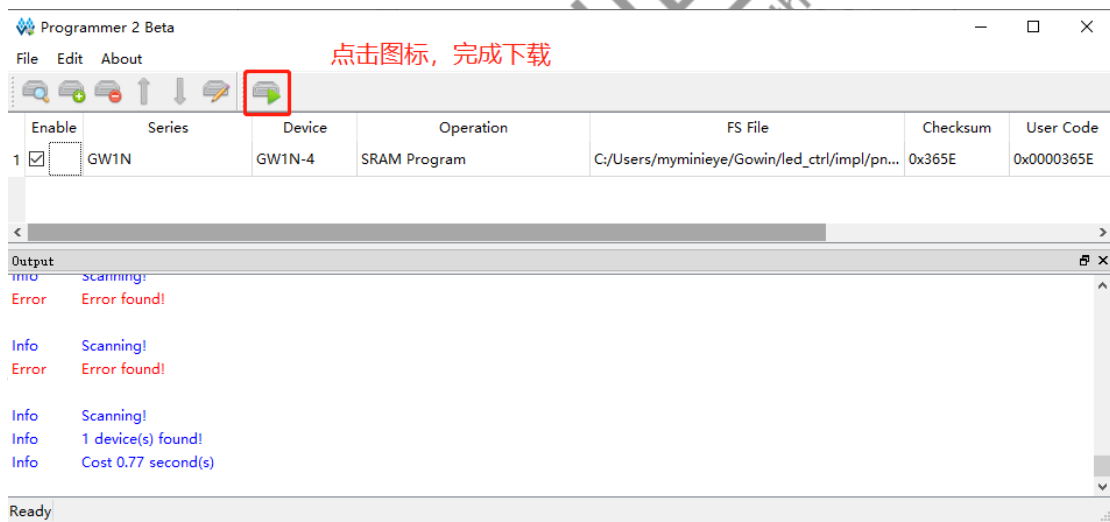 Programmer 2 Beta
点击图标，完成下载
File Edit About
Enable Series Device Operation FS File Checksum User Code
1 GW1N GW1N-4 SRAM Program C:/Users/myminieye/Gowin/led_ctrl/impl/pn... 0x365E 0x0000365E
Output
Info Scanning!
Error Error found!
Info Scanning!
Error Error found!
Info Scanning!
Info 1 device(s) found!
Info Cost 0.77 second(s)
Ready